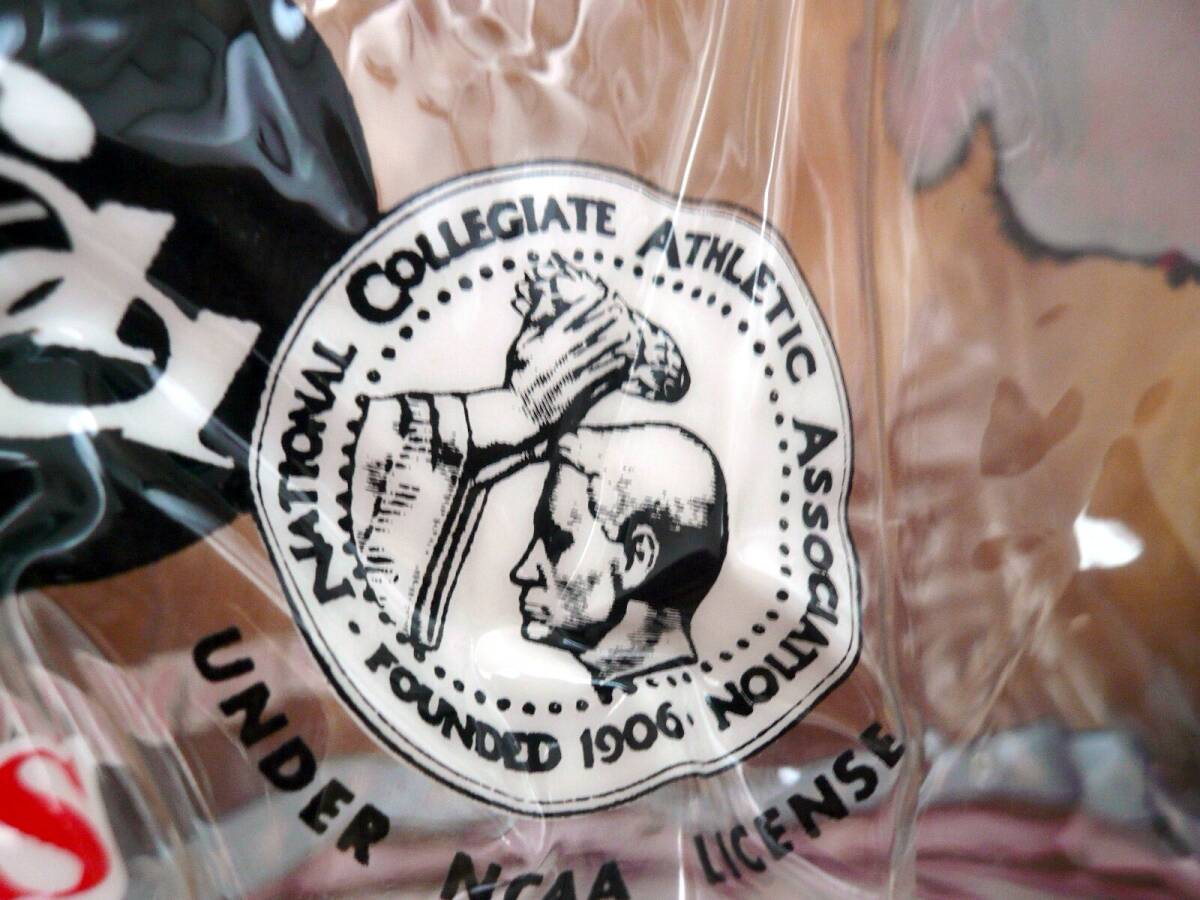 NATIONAL COLLEGIATE ATHLETIC ASSOCIATION
• FOUNDED 1906 •
UNDER NCAA LICENSE
S